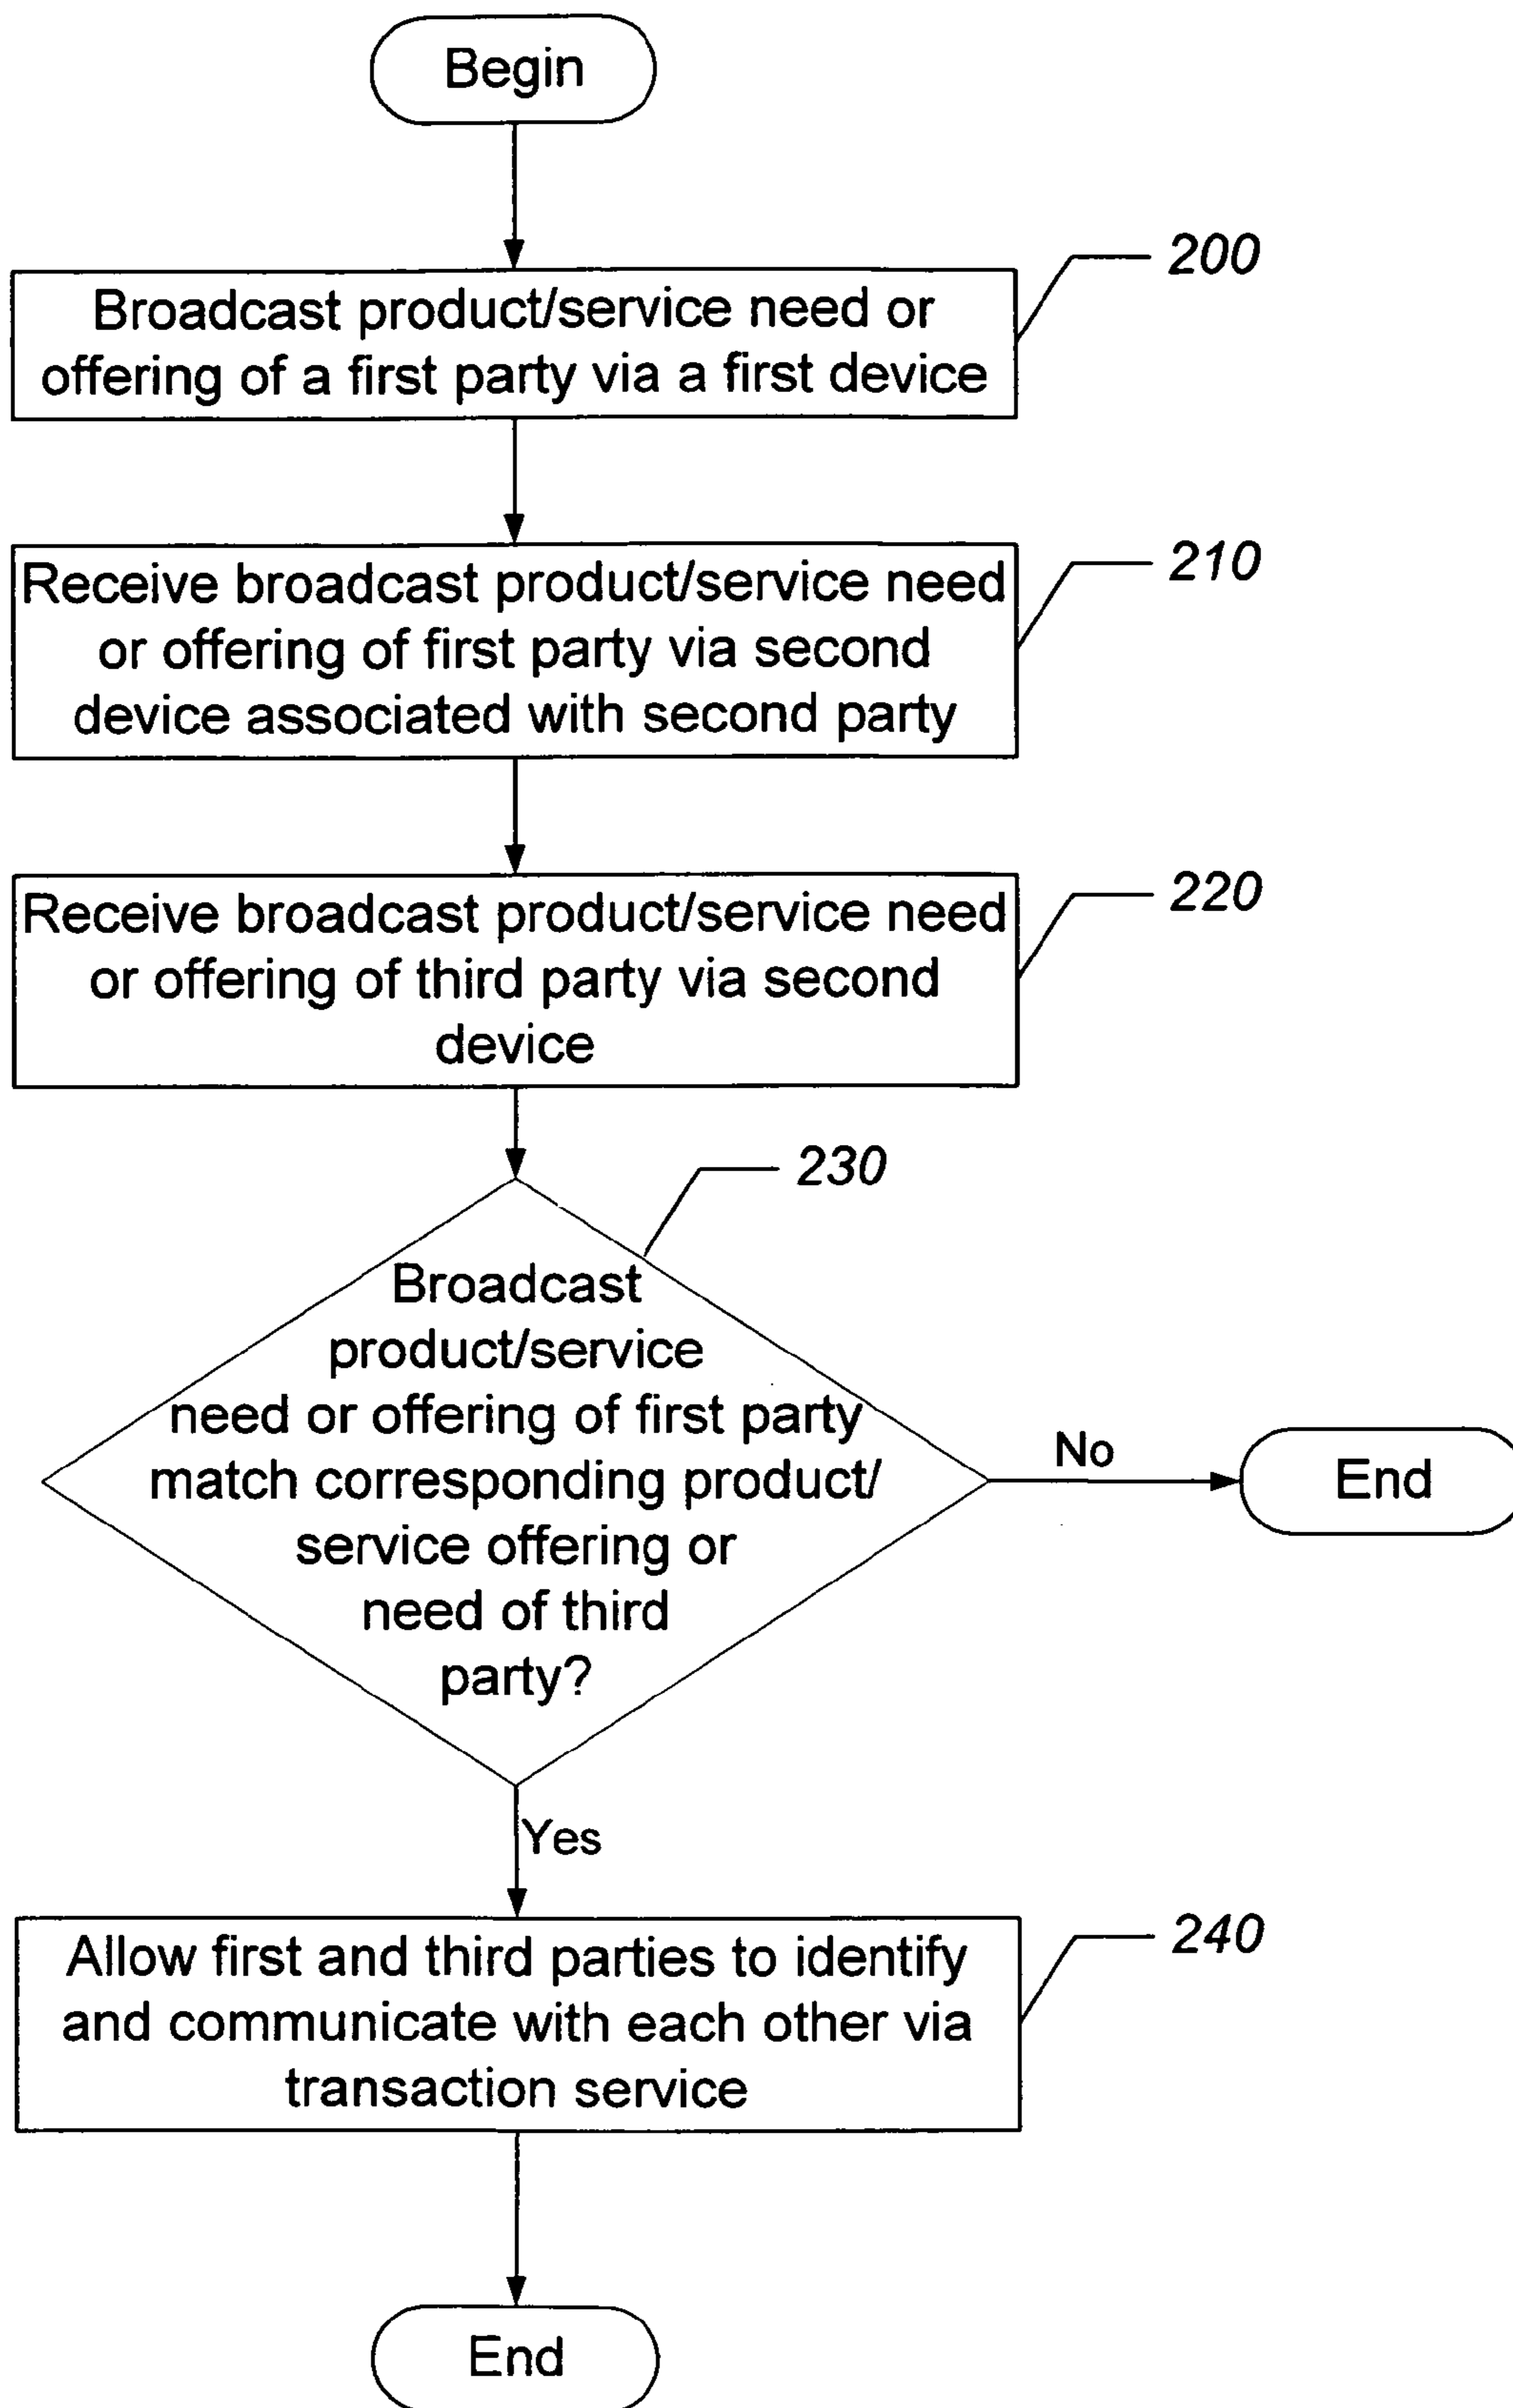 Begin
200
Broadcast product/service need or
offering of a first party via a first device
210
Receive broadcast product/service need
or offering of first party via second
device associated with second party
220
Receive broadcast product/service need
or offering of third party via second
device
230
Broadcast
product/service
need or offering of first party
match corresponding product/
service offering or
need of third
party?
No
End
Yes
240
Allow first and third parties to identify
and communicate with each other via
transaction service
End